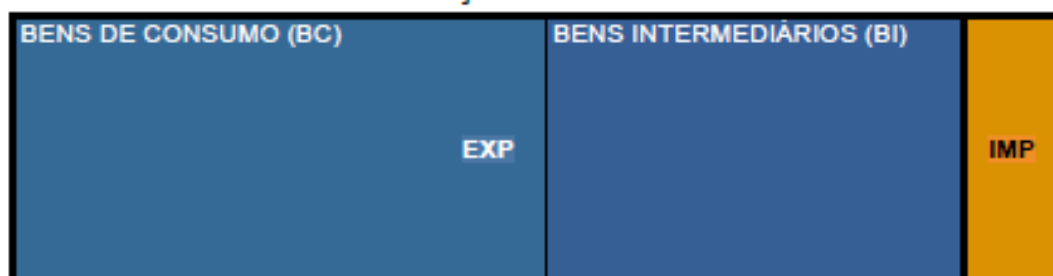 BENS DE CONSUMO (BC)
BENS INTERMEDIÁRIOS (BI)
EXP
IMP